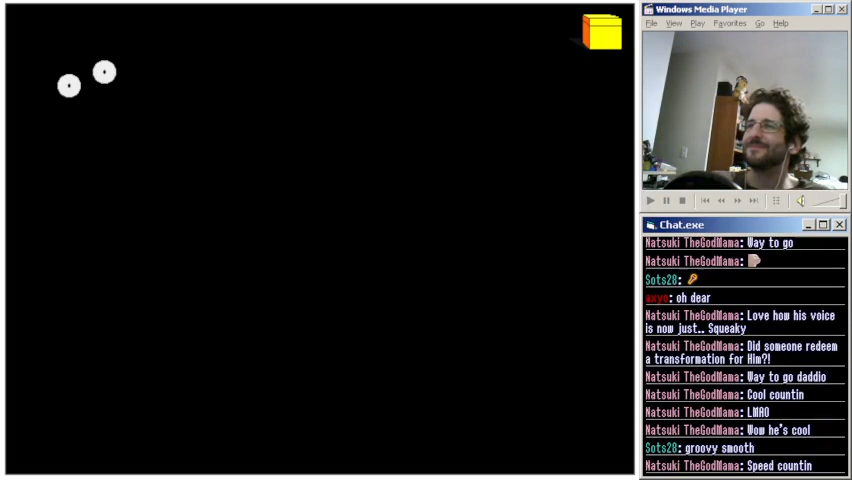 Windows Media Player
File View Play Favorites Go Help
Chat.exe
Natsuki TheGodMama: Way to go
Natsuki TheGodMama:
Sots28:
axyo: oh dear
Natsuki TheGodMama: Love how his voice
is now just.. Squeaky
Natsuki TheGodMama: Did someone redeem
a transformation for Him?!
Natsuki TheGodMama: Way to go daddio
Natsuki TheGodMama: Cool countin
Natsuki TheGodMama: LMAO
Natsuki TheGodMama: Wow he's cool
Sots28: groovy smooth
Natsuki TheGodMama: Speed countin